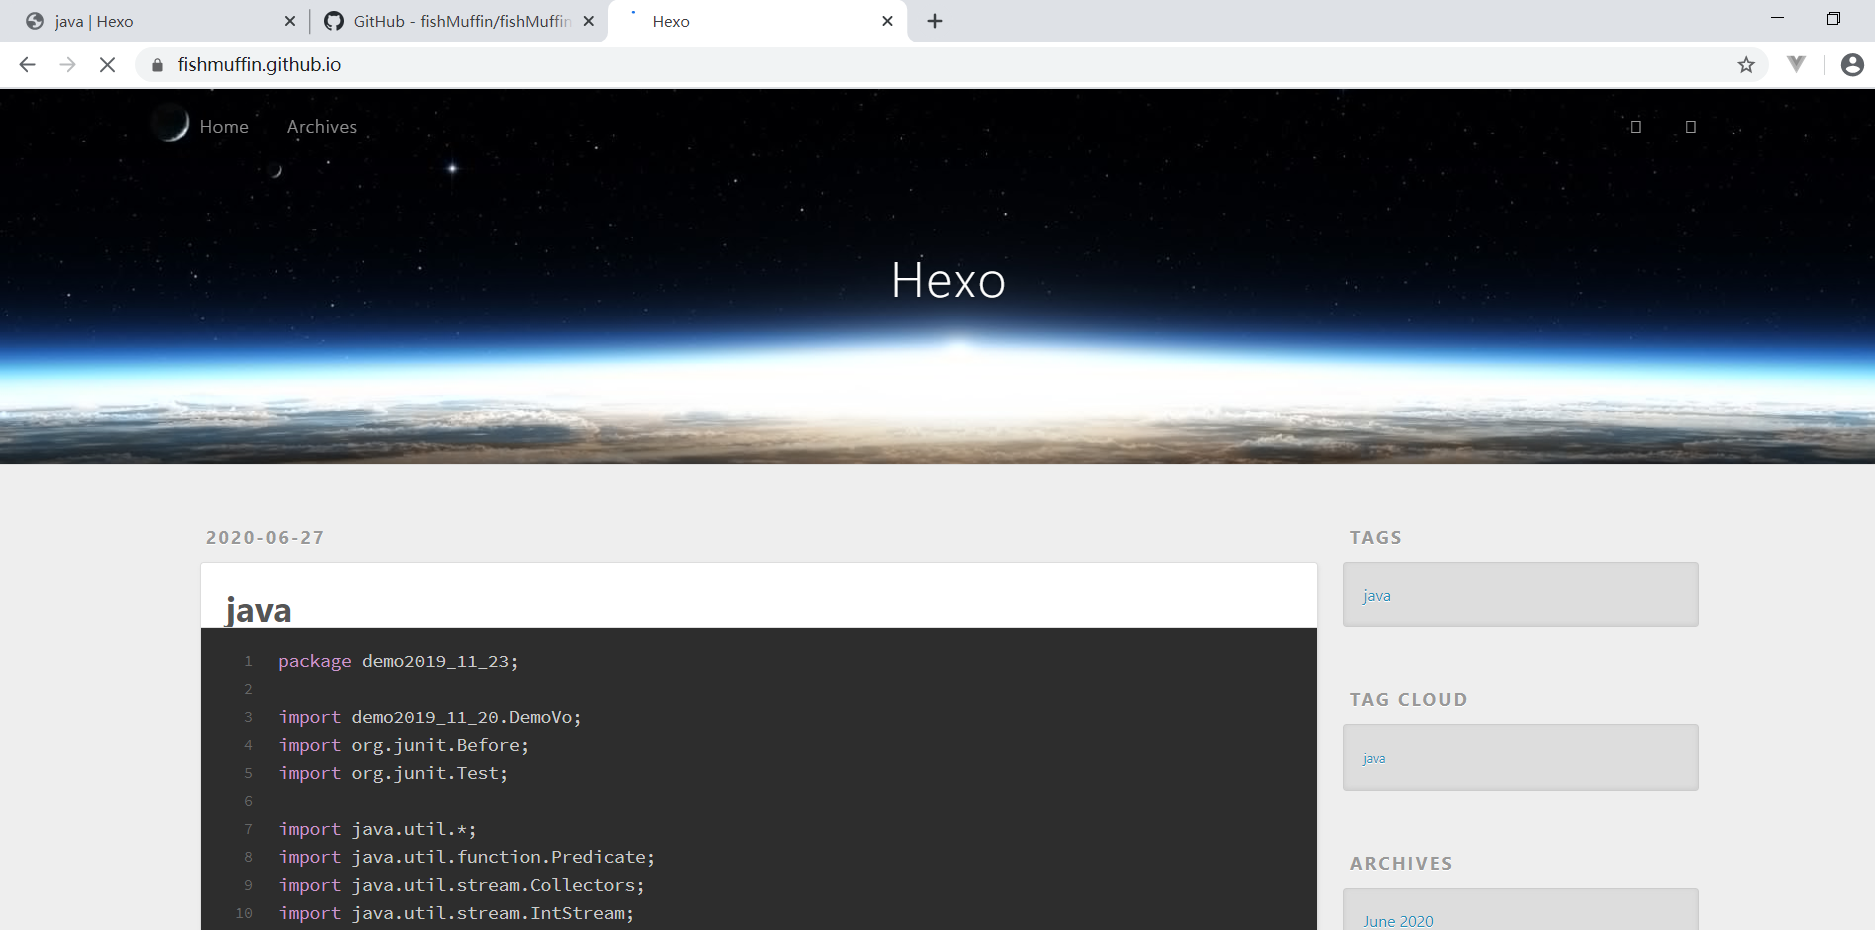 java | Hexo
GitHub - fishMuffin/fishMuffin
Hexo
fishmuffin.github.io
Home
Archives
Hexo
2020-06-27
java
1 package demo2019_11_23;
2
3 import demo2019_11_20.DemoVo;
4 import org.junit.Before;
5 import org.junit.Test;
6
7 import java.util.*;
8 import java.util.function.Predicate;
9 import java.util.stream.Collectors;
10 import java.util.stream.IntStream;
TAGS
java
TAG CLOUD
java
ARCHIVES
June 2020